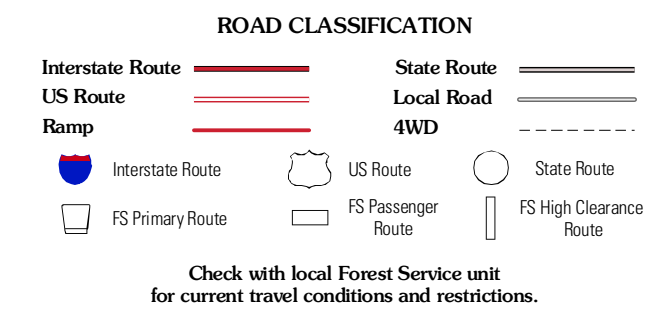 ROAD CLASSIFICATION
Interstate Route
State Route
US Route
Local Road
Ramp
4WD
Interstate Route
US Route
State Route
FS Primary Route
FS Passenger
Route
FS High Clearance
Route
Check with local Forest Service unit
for current travel conditions and restrictions.